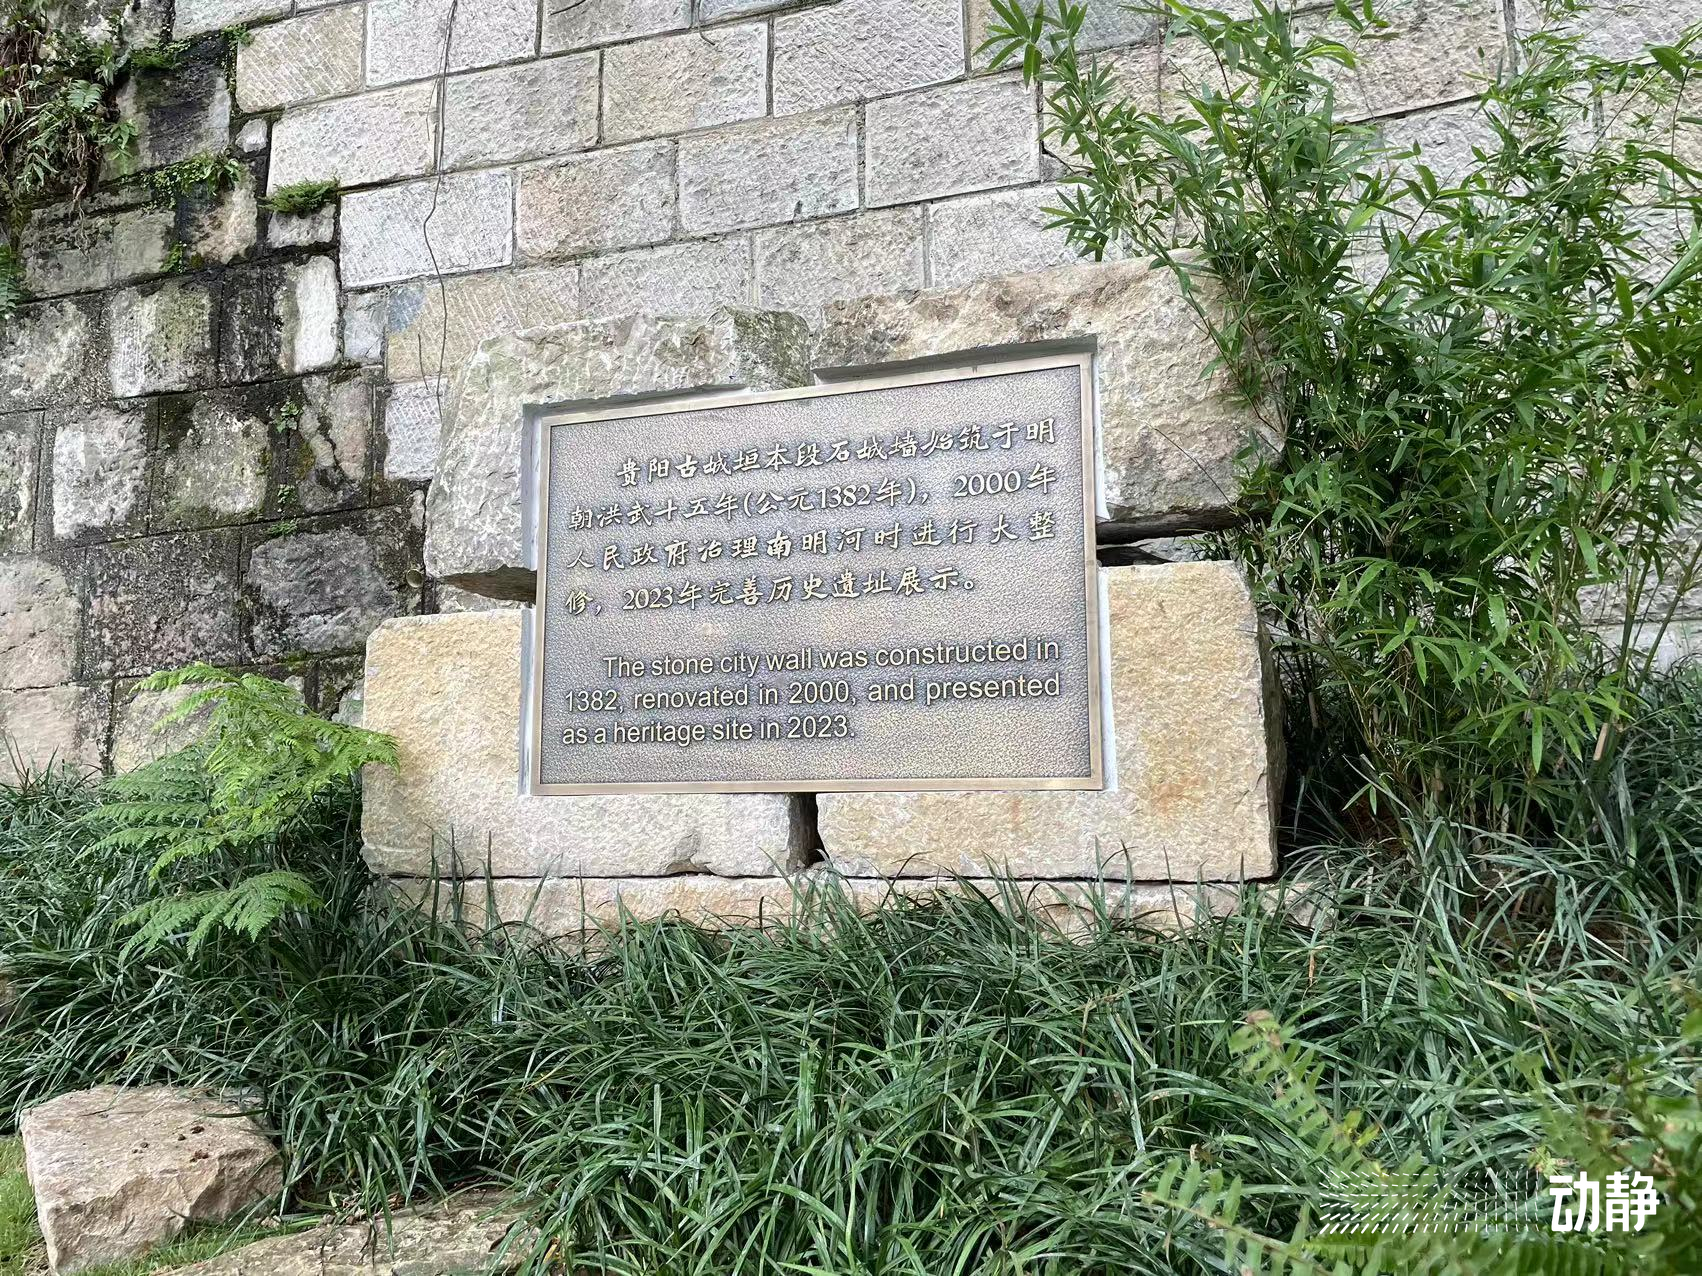 贵阳古城垣本段石城墙始筑于明
朝洪武十五年(公元1382年)，2000年
人民政府治理南明河时进行大整
修，2023年完善历史遗址展示。
The stone city wall was constructed in
1382, renovated in 2000, and presented
as a heritage site in 2023.
动静